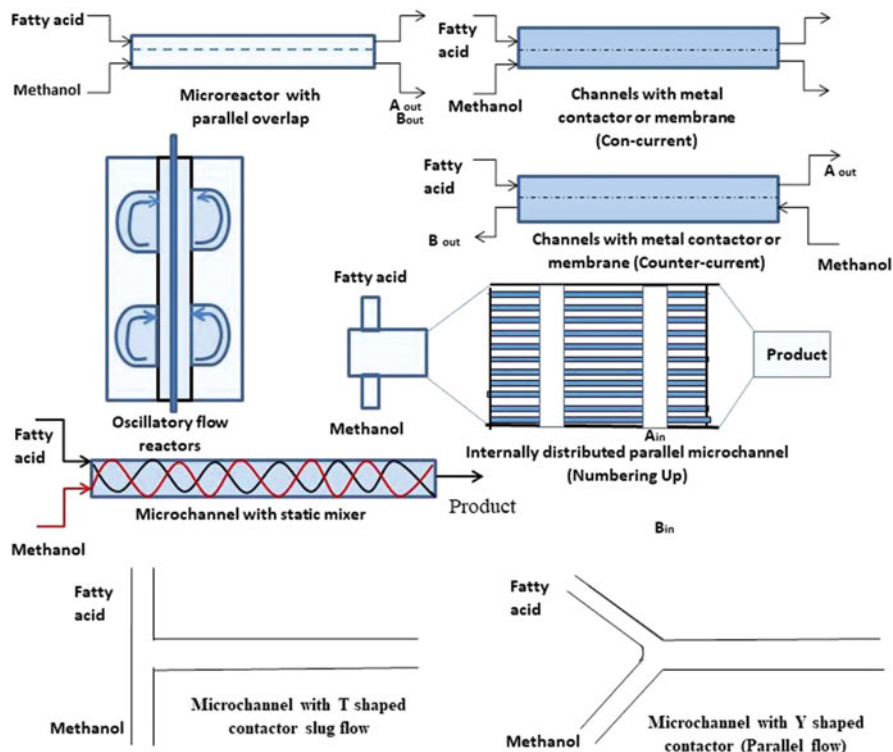 Fatty acid
Methanol
Microreactor with
parallel overlap
A out
Bout
Fatty
acid
Methanol
Channels with metal
contactor or membrane
(Con-current)
Fatty
acid
A out
B out
Channels with metal contactor or
membrane (Counter-current)
Methanol
Oscillatory flow
reactors
Fatty acid
Methanol
Product
Ain
Internally distributed parallel microchannel
(Numbering Up)
Bin
Fatty
acid
Methanol
Microchannel with static mixer
Product
Fatty
acid
Methanol
Microchannel with T shaped
contactor slug flow
Fatty
acid
Methanol
Microchannel with Y shaped
contactor (Parallel flow)